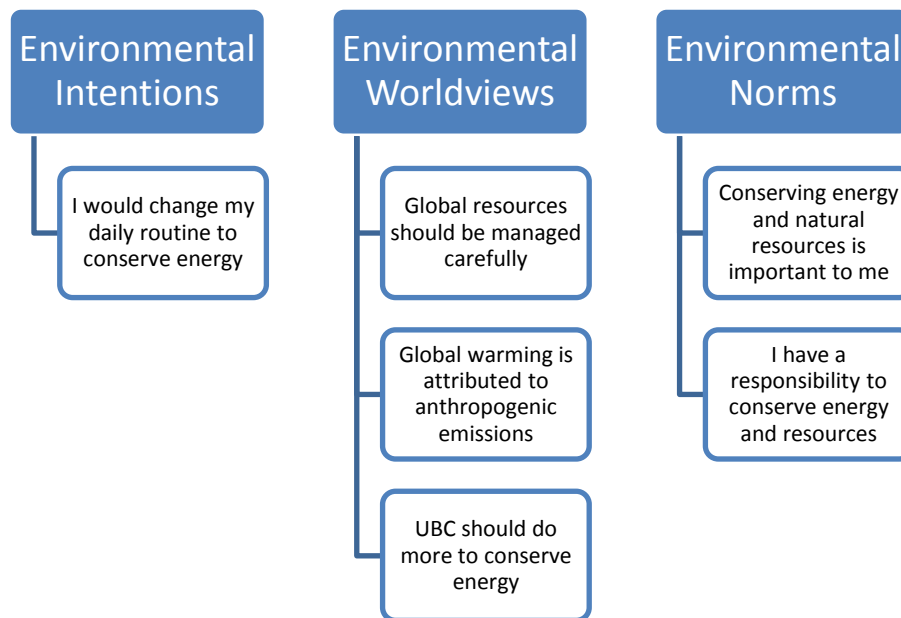 Environmental
Intentions
I would change my
daily routine to
conserve energy
Environmental
Worldviews
Global resources
should be managed
carefully
Global warming is
attributed to
anthropogenic
emissions
UBC should do
more to conserve
energy
Environmental
Norms
Conserving energy
and natural
resources is
important to me
I have a
responsibility to
conserve energy
and resources